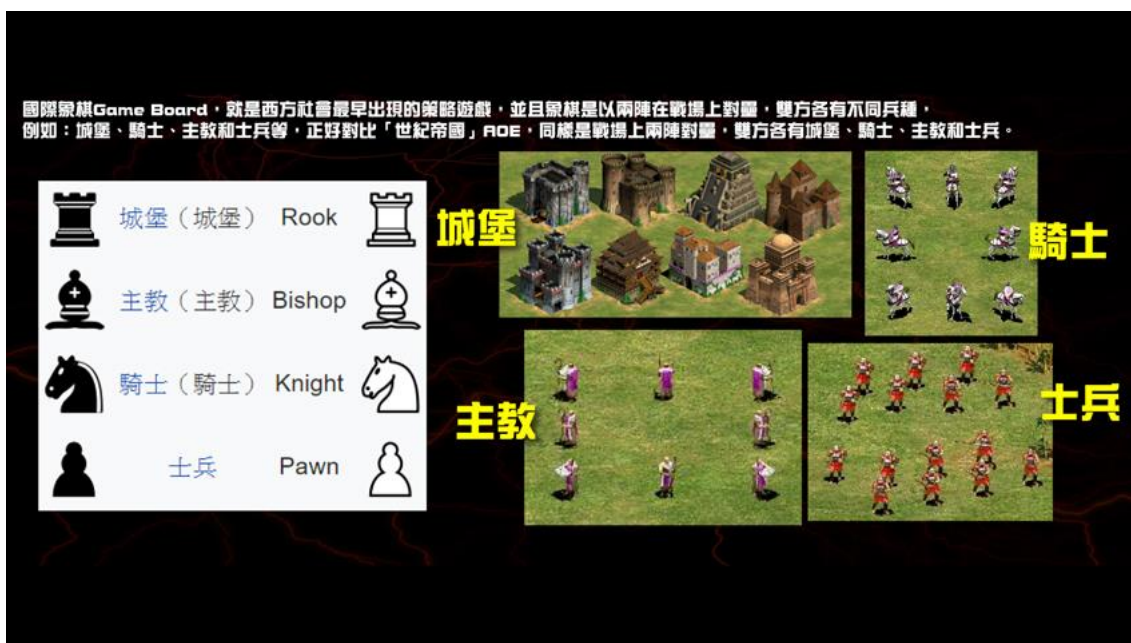 國際象棋Game Board，就是西方社會最早出現的策略遊戲，並且象棋是以兩陣在戰場上對壘，雙方各有不同兵種，
例如：城堡、騎士、主教和士兵等，正好對比「世紀帝國」AOE，同樣是戰場上兩陣對壘，雙方各有城堡、騎士、主教和士兵。
城堡（城堡） Rook
主教（主教） Bishop
騎士（騎士） Knight
士兵 Pawn
城堡
騎士
主教
士兵